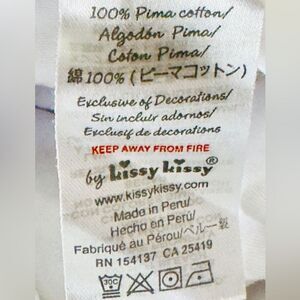 100% Pima cotton/
Algodón Pima/
Coton Pima/
綿100% (ピーマコットン)
Exclusive of Decorations/
Sin incluir adornos/
Exclusif de decorations
KEEP AWAY FROM FIRE
by kissy kissy®
www.kissykissy.com
Made in Peru/
Hecho en Perú/
Fabriqué au Pérou/ペルー製
RN 154137 CA 25419